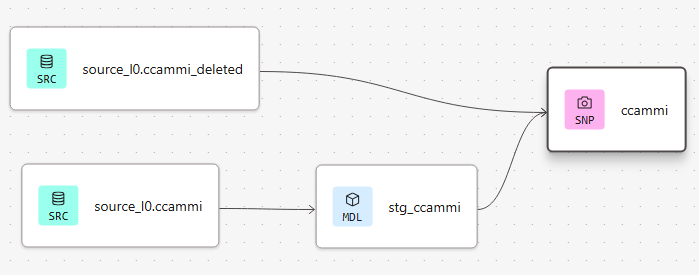 SRC
source_l0.ccammi_deleted
SNP
ccammi
SRC
source_l0.ccammi
MDL
stg_ccammi